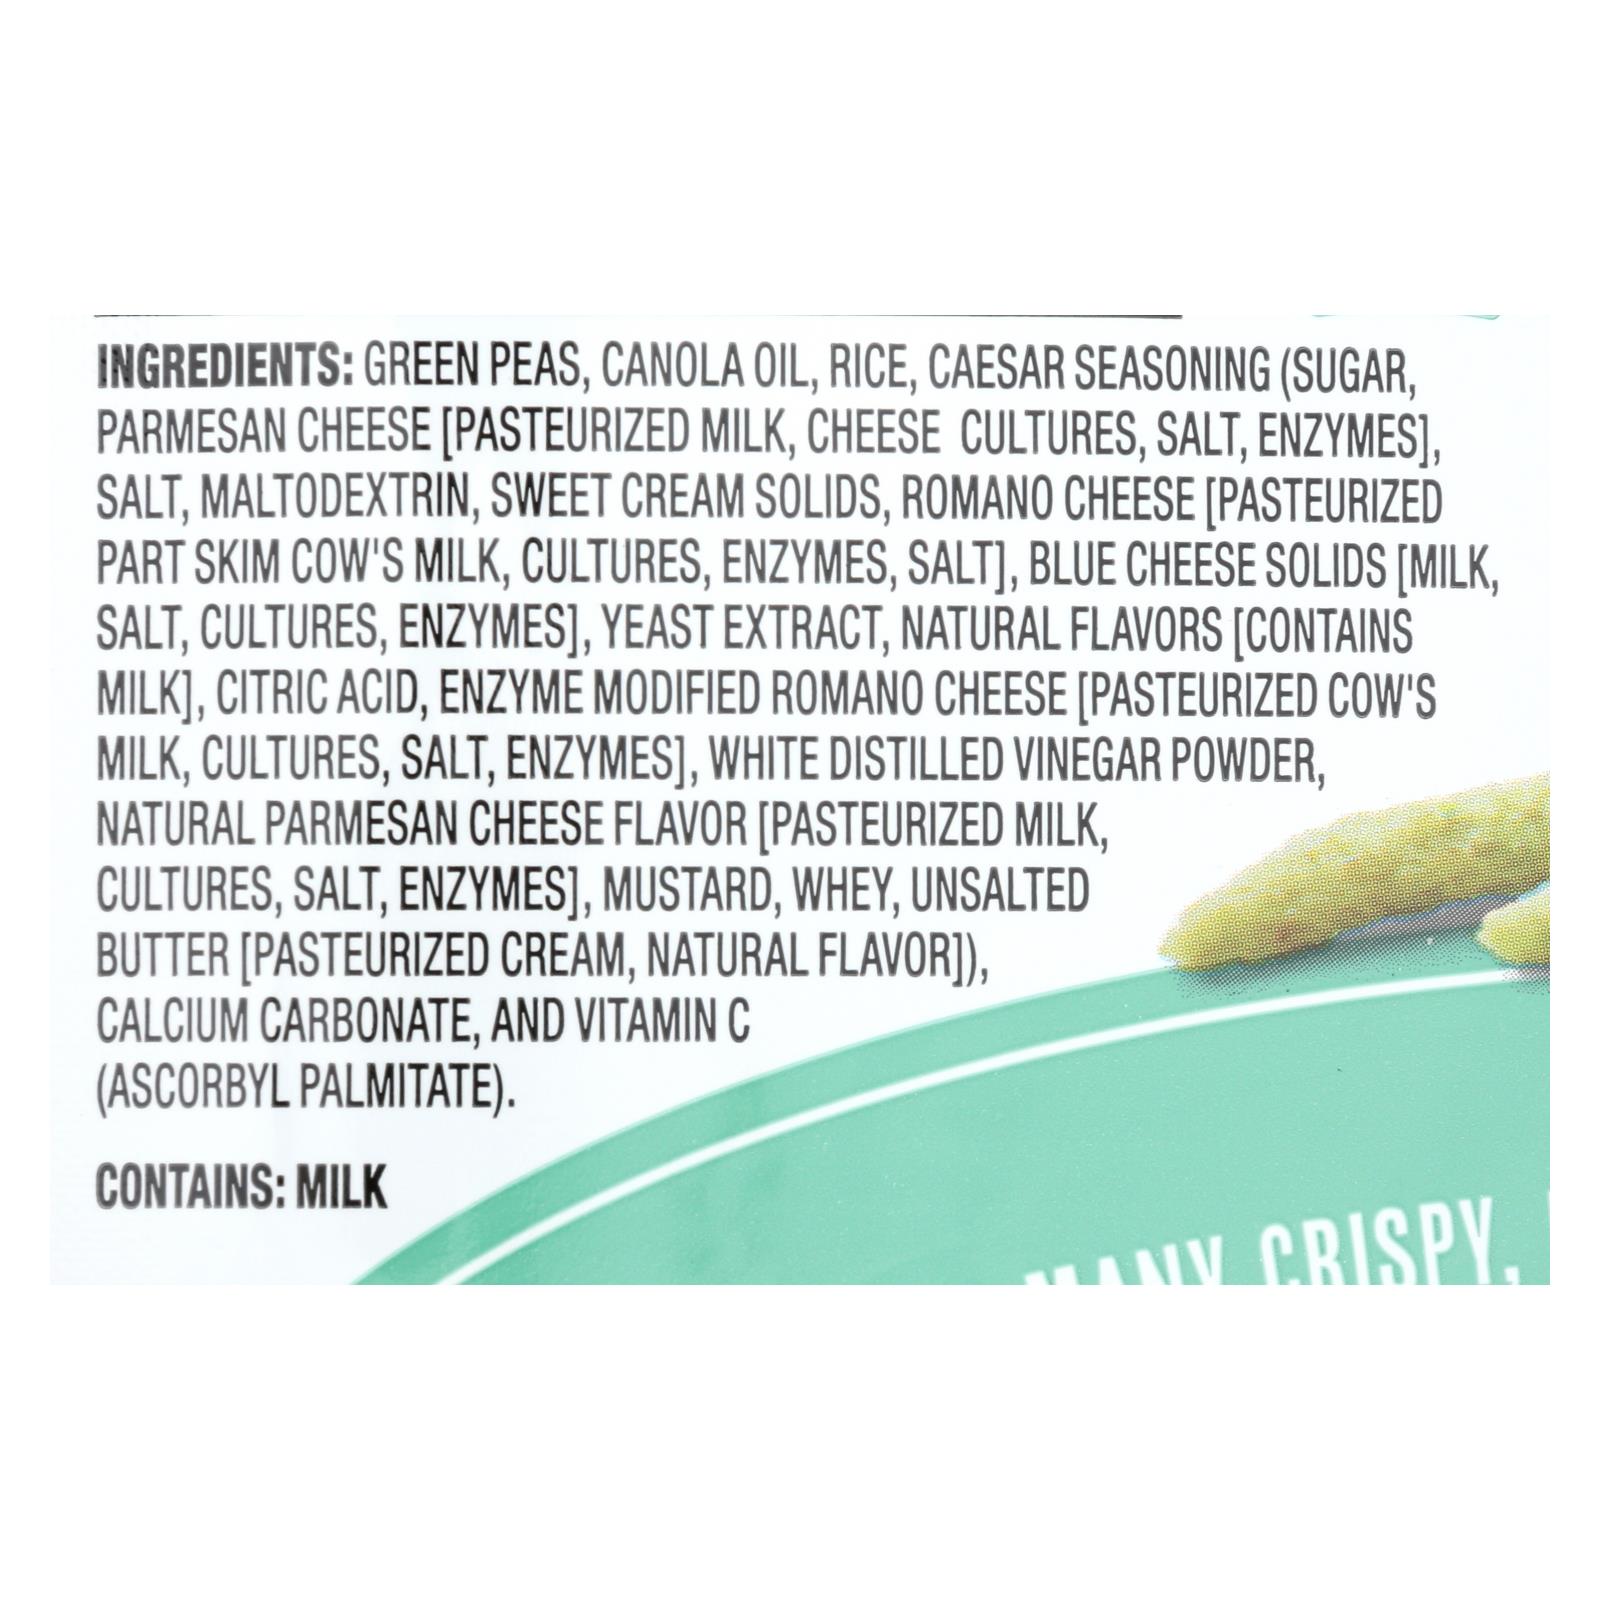 INGREDIENTS: GREEN PEAS, CANOLA OIL, RICE, CAESAR SEASONING (SUGAR,
PARMESAN CHEESE [PASTEURIZED MILK, CHEESE CULTURES, SALT, ENZYMES],
SALT, MALTODEXTRIN, SWEET CREAM SOLIDS, ROMANO CHEESE [PASTEURIZED
PART SKIM COW'S MILK, CULTURES, ENZYMES, SALT], BLUE CHEESE SOLIDS [MILK,
SALT, CULTURES, ENZYMES], YEAST EXTRACT, NATURAL FLAVORS [CONTAINS
MILK], CITRIC ACID, ENZYME MODIFIED ROMANO CHEESE [PASTEURIZED COW'S
MILK, CULTURES, SALT, ENZYMES], WHITE DISTILLED VINEGAR POWDER,
NATURAL PARMESAN CHEESE FLAVOR [PASTEURIZED MILK,
CULTURES, SALT, ENZYMES], MUSTARD, WHEY, UNSALTED
BUTTER [PASTEURIZED CREAM, NATURAL FLAVOR]),
CALCIUM CARBONATE, AND VITAMIN C
(ASCORBYL PALMITATE).
CONTAINS: MILK
MANY CRISPY,